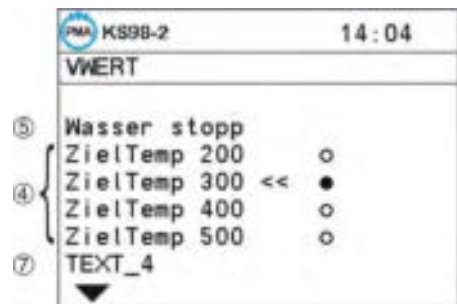 PMA KS98-2 14:04
VWERT
⑤ Wasser stopp
ZielTemp 200
④ ZielTemp 300 <<
ZielTemp 400
ZielTemp 500
⑦ TEXT_4